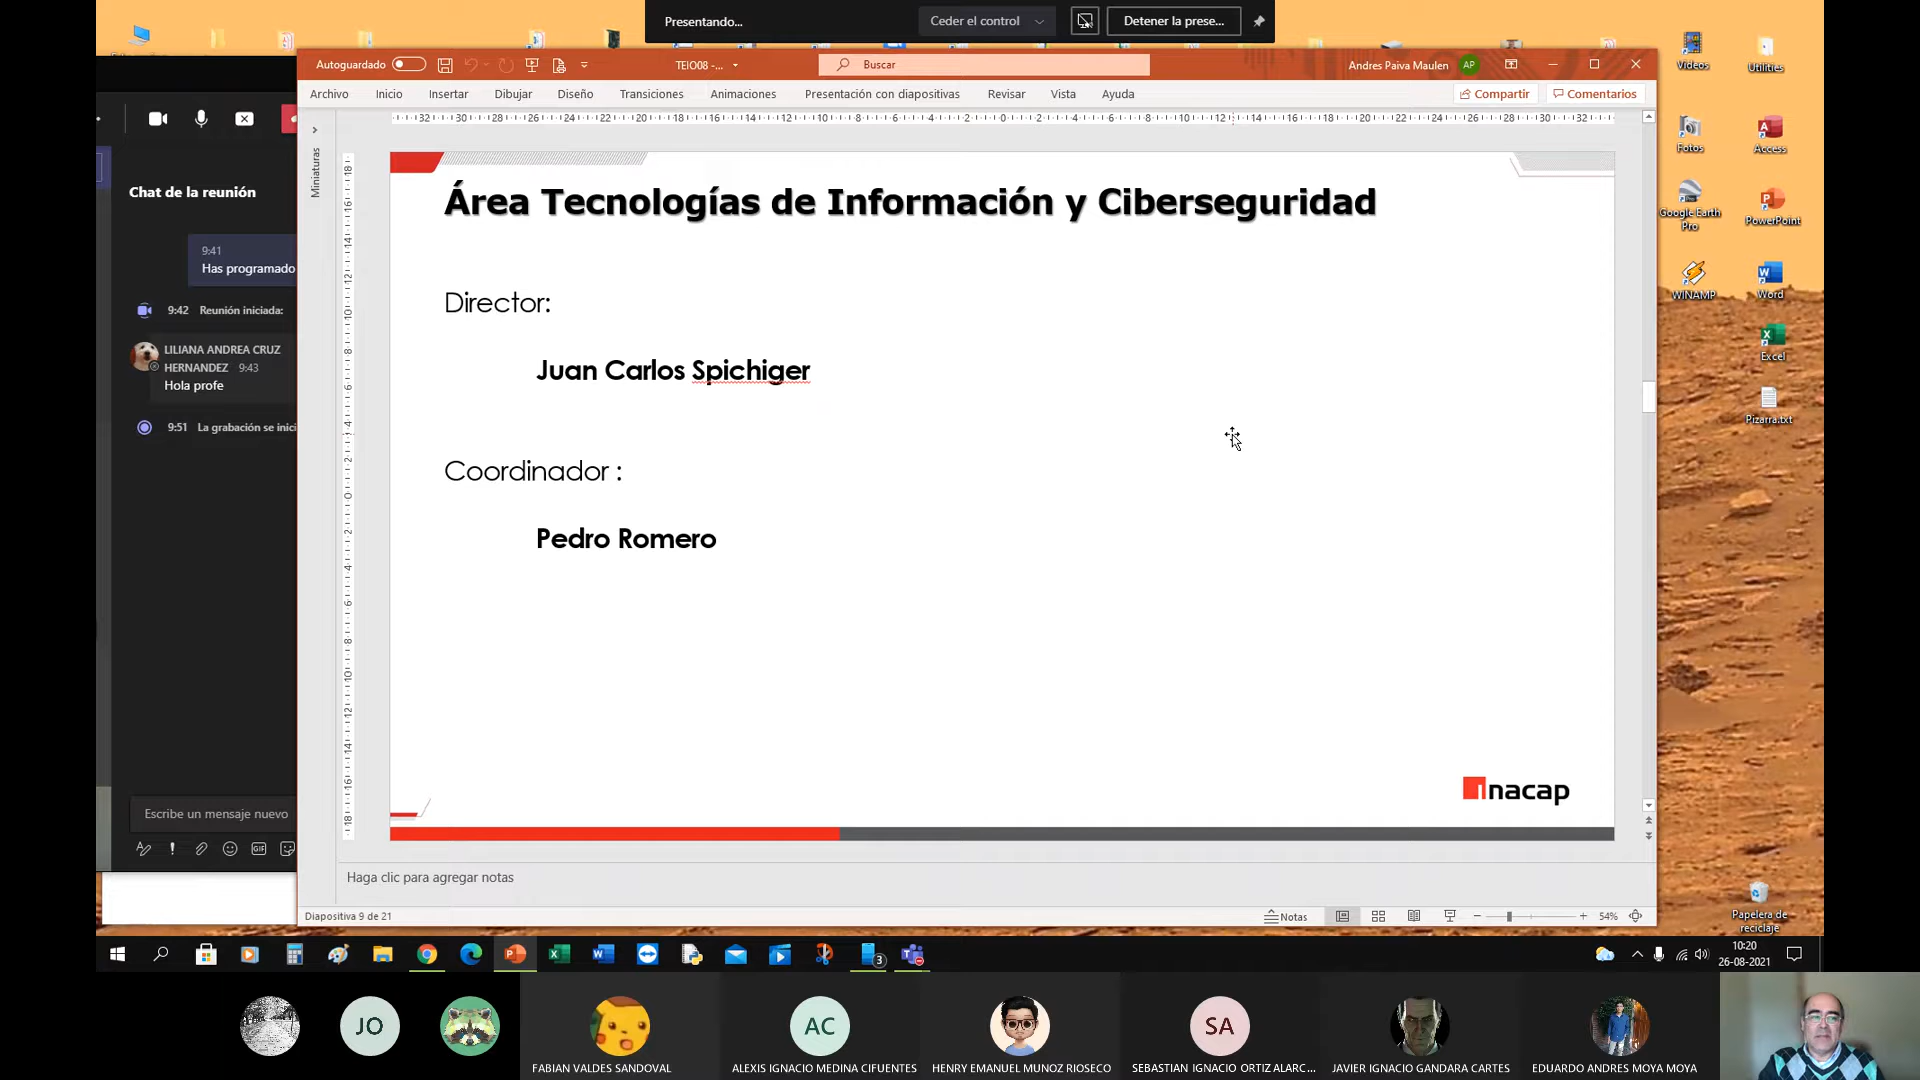 Presentando...
Ceder el control
Detener la prese...
Autoguardado
TEIO08 -...
Buscar
Andres Paiva Maulen
AP
Archivo
Inicio
Insertar
Dibujar
Diseño
Transiciones
Animaciones
Presentación con diapositivas
Revisar
Vista
Ayuda
Compartir
Comentarios
Miniaturas
Chat de la reunión
9:41
Has programado
9:42 Reunión iniciada:
LILIANA ANDREA CRUZ
HERNANDEZ 9:43
Hola profe
9:51 La grabación se inici
Escribe un mensaje nuevo
GIF
Área Tecnologías de Información y Ciberseguridad
Director:
Juan Carlos Spichiger
Coordinador :
Pedro Romero
inacap
Haga clic para agregar notas
Diapositiva 9 de 21
Notas
54%
Videos
Utilities
Fotos
Access
Google Earth
Pro
PowerPoint
WINAMP
Word
Excel
Pizarra.txt
Papelera de
reciclaje
3
10:20
26-08-2021
JO
AC
SA
FABIAN VALDES SANDOVAL
ALEXIS IGNACIO MEDINA CIFUENTES
HENRY EMANUEL MUNOZ RIOSECO
SEBASTIAN IGNACIO ORTIZ ALARC...
JAVIER IGNACIO GANDARA CARTES
EDUARDO ANDRES MOYA MOYA